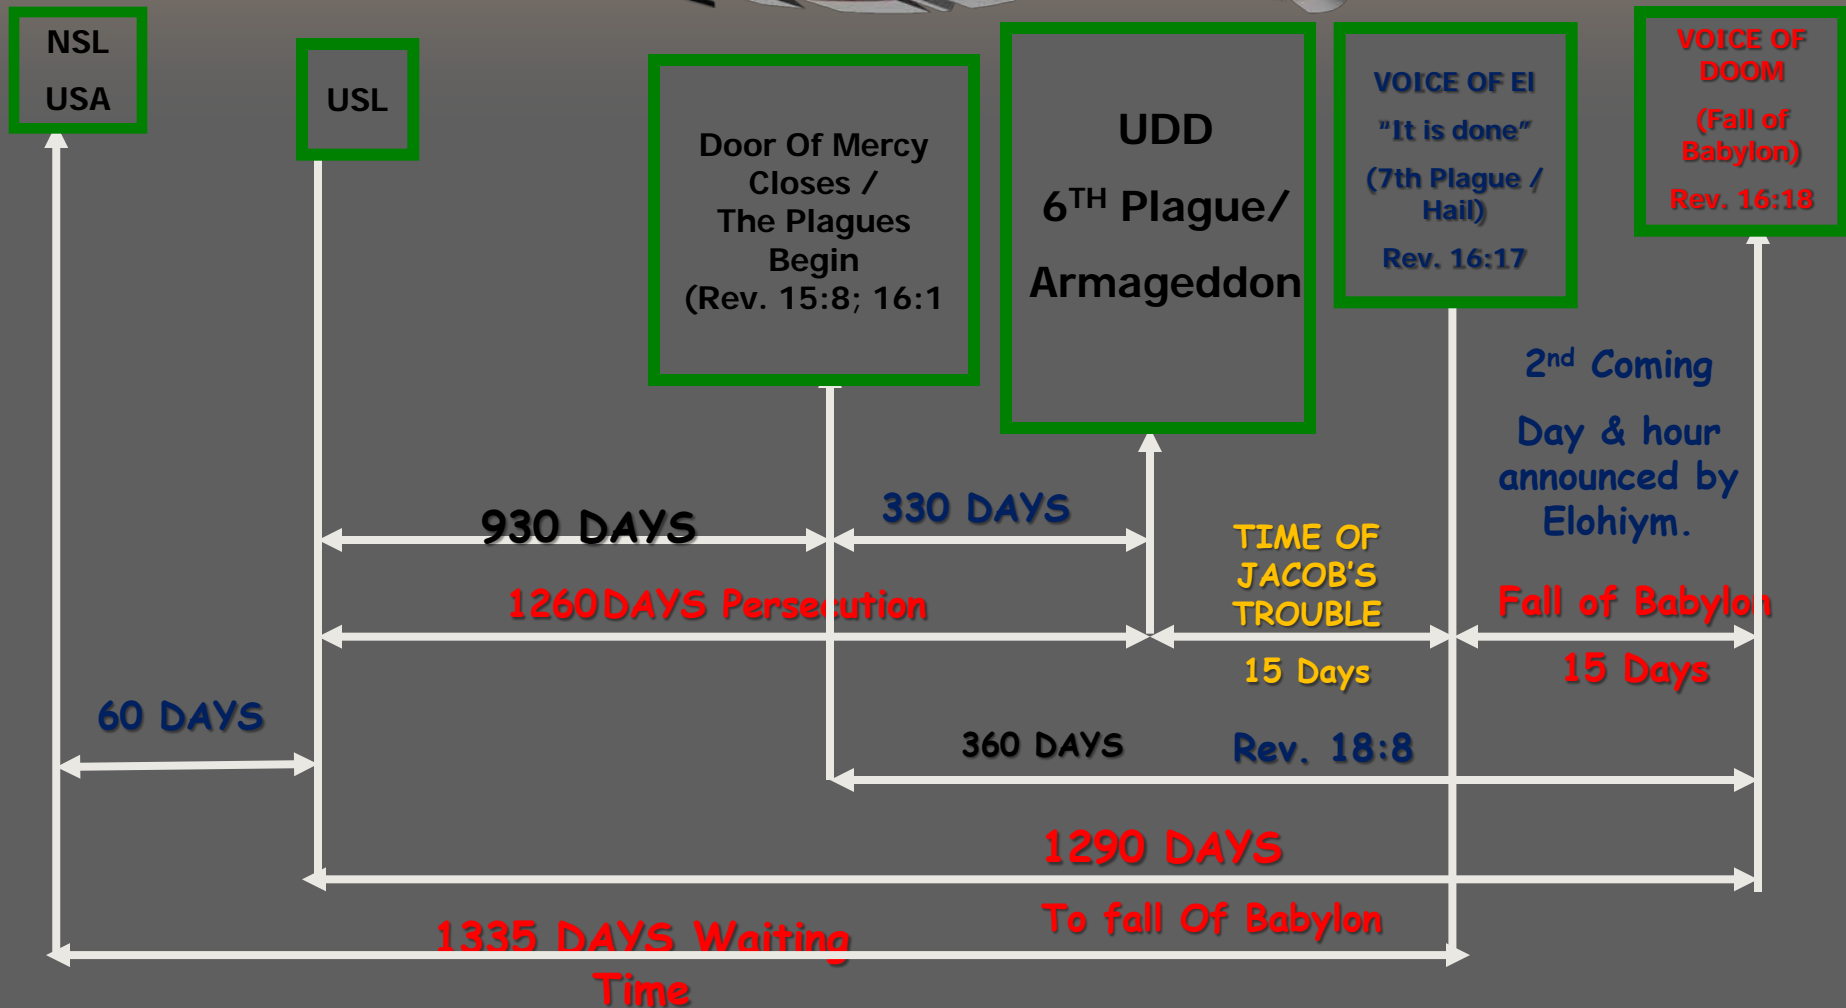 NSL
USA
USL
Door Of Mercy
Closes /
The Plagues
Begin
(Rev. 15:8; 16:1
UDD
6TH Plague/
Armageddon
VOICE OF EI
“It is done”
(7th Plague /
Hail)
Rev. 16:17
VOICE OF
DOOM
(Fall of
Babylon)
Rev. 16:18
2nd Coming
Day & hour
announced by
Elohiym.
930 DAYS
330 DAYS
TIME OF
JACOB’S
TROUBLE
15 Days
1260 DAYS Persecution
Fall of Babylon
15 Days
60 DAYS
360 DAYS
Rev. 18:8
1290 DAYS
To fall Of Babylon
1335 DAYS Waiting
Time